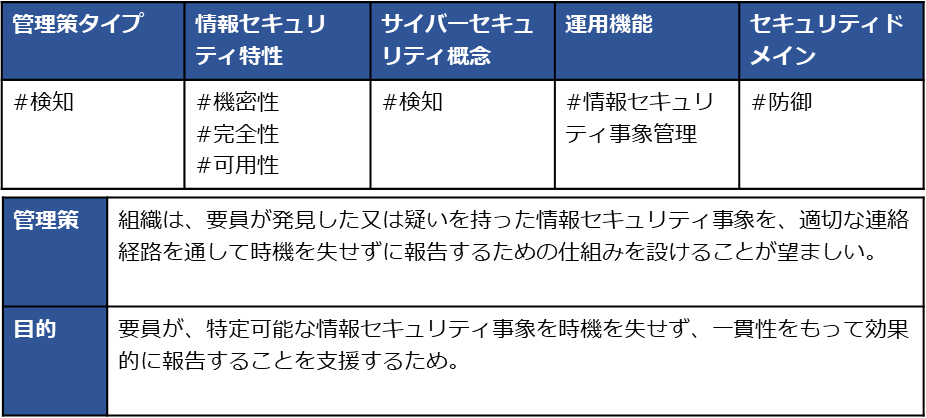 管理策タイプ
情報セキュリ
ティ特性
サイバーセキュ
リティ概念
運用機能
セキュリティド
メイン
#検知
#機密性
#完全性
#可用性
#検知
#情報セキュリ
ティ事象管理
#防御
管理策
組織は、要員が発見した又は疑いを持った情報セキュリティ事象を、適切な連絡
経路を通して時機を失せずに報告するための仕組みを設けることが望ましい。
目的
要員が、特定可能な情報セキュリティ事象を時機を失せず、一貫性をもって効果
的に報告することを支援するため。